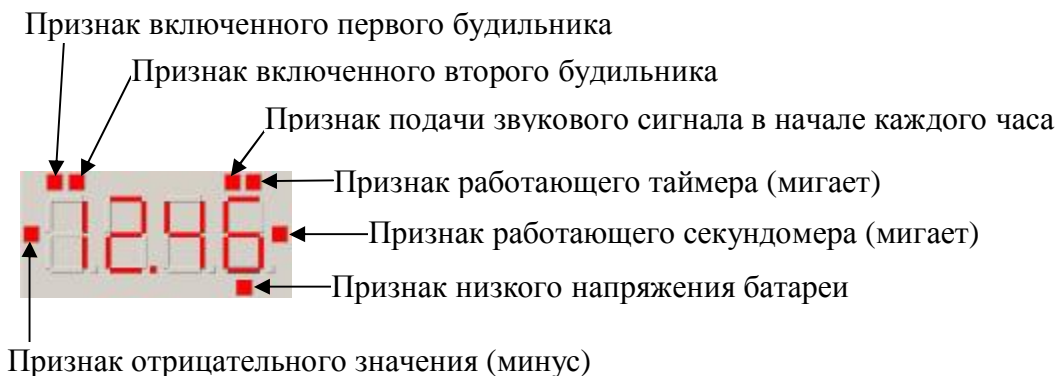 Признак включенного первого будильника
Признак включенного второго будильника
Признак подачи звукового сигнала в начале каждого часа
Признак работающего таймера (мигает)
12.46
Признак работающего секундомера (мигает)
Признак низкого напряжения батареи
Признак отрицательного значения (минус)